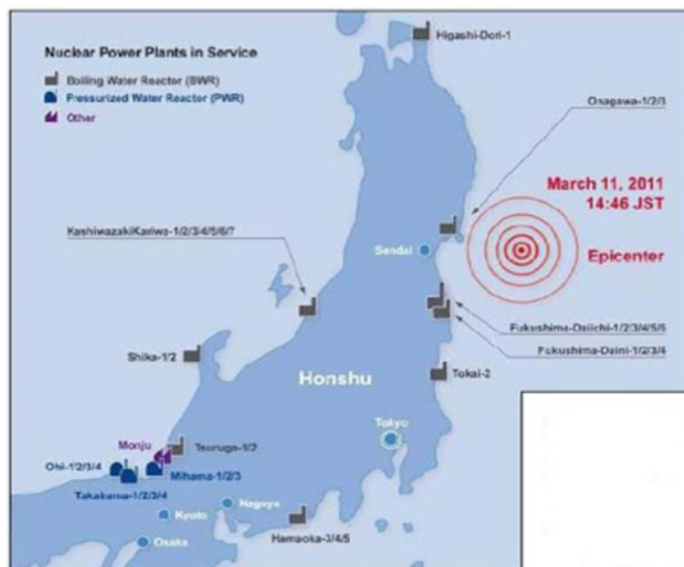 Nuclear Power Plants in Service
Boiling Water Reactor (BWR)
Pressurized Water Reactor (PWR)
Other
Higashi-Dori-1
Onagawa-1/2/3
March 11, 2011
14:46 JST
Epicenter
KashiwazakiKariwa-1/2/3/4/5/6/7
Sendai
Fukushima-Daiichi-1/2/3/4/5/6
Fukushima-Daini-1/2/3/4
Shika-1/2
Honshu
Tokai-2
Tokyo
Monju
Tsuruga-1/2
Ohi-1/2/3/4
Mihama-1/2/3
Takahama-1/2/3/4
Nagoya
Kyoto
Hamaoka-3/4/5
Osaka